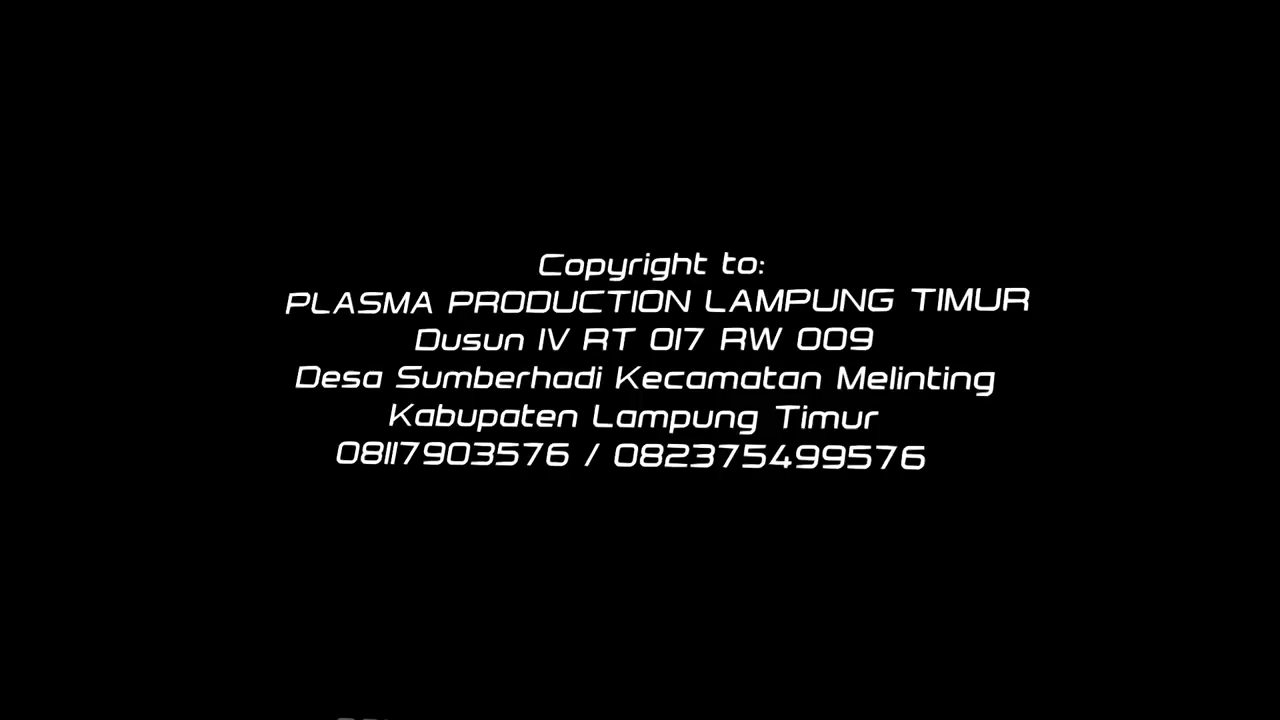 Copyright to:
PLASMA PRODUCTION LAMPUNG TIMUR
Dusun IV RT 017 RW 009
Desa Sumberhadi Kecamatan Melinting
Kabupaten Lampung Timur
08117903576 / 082375499576